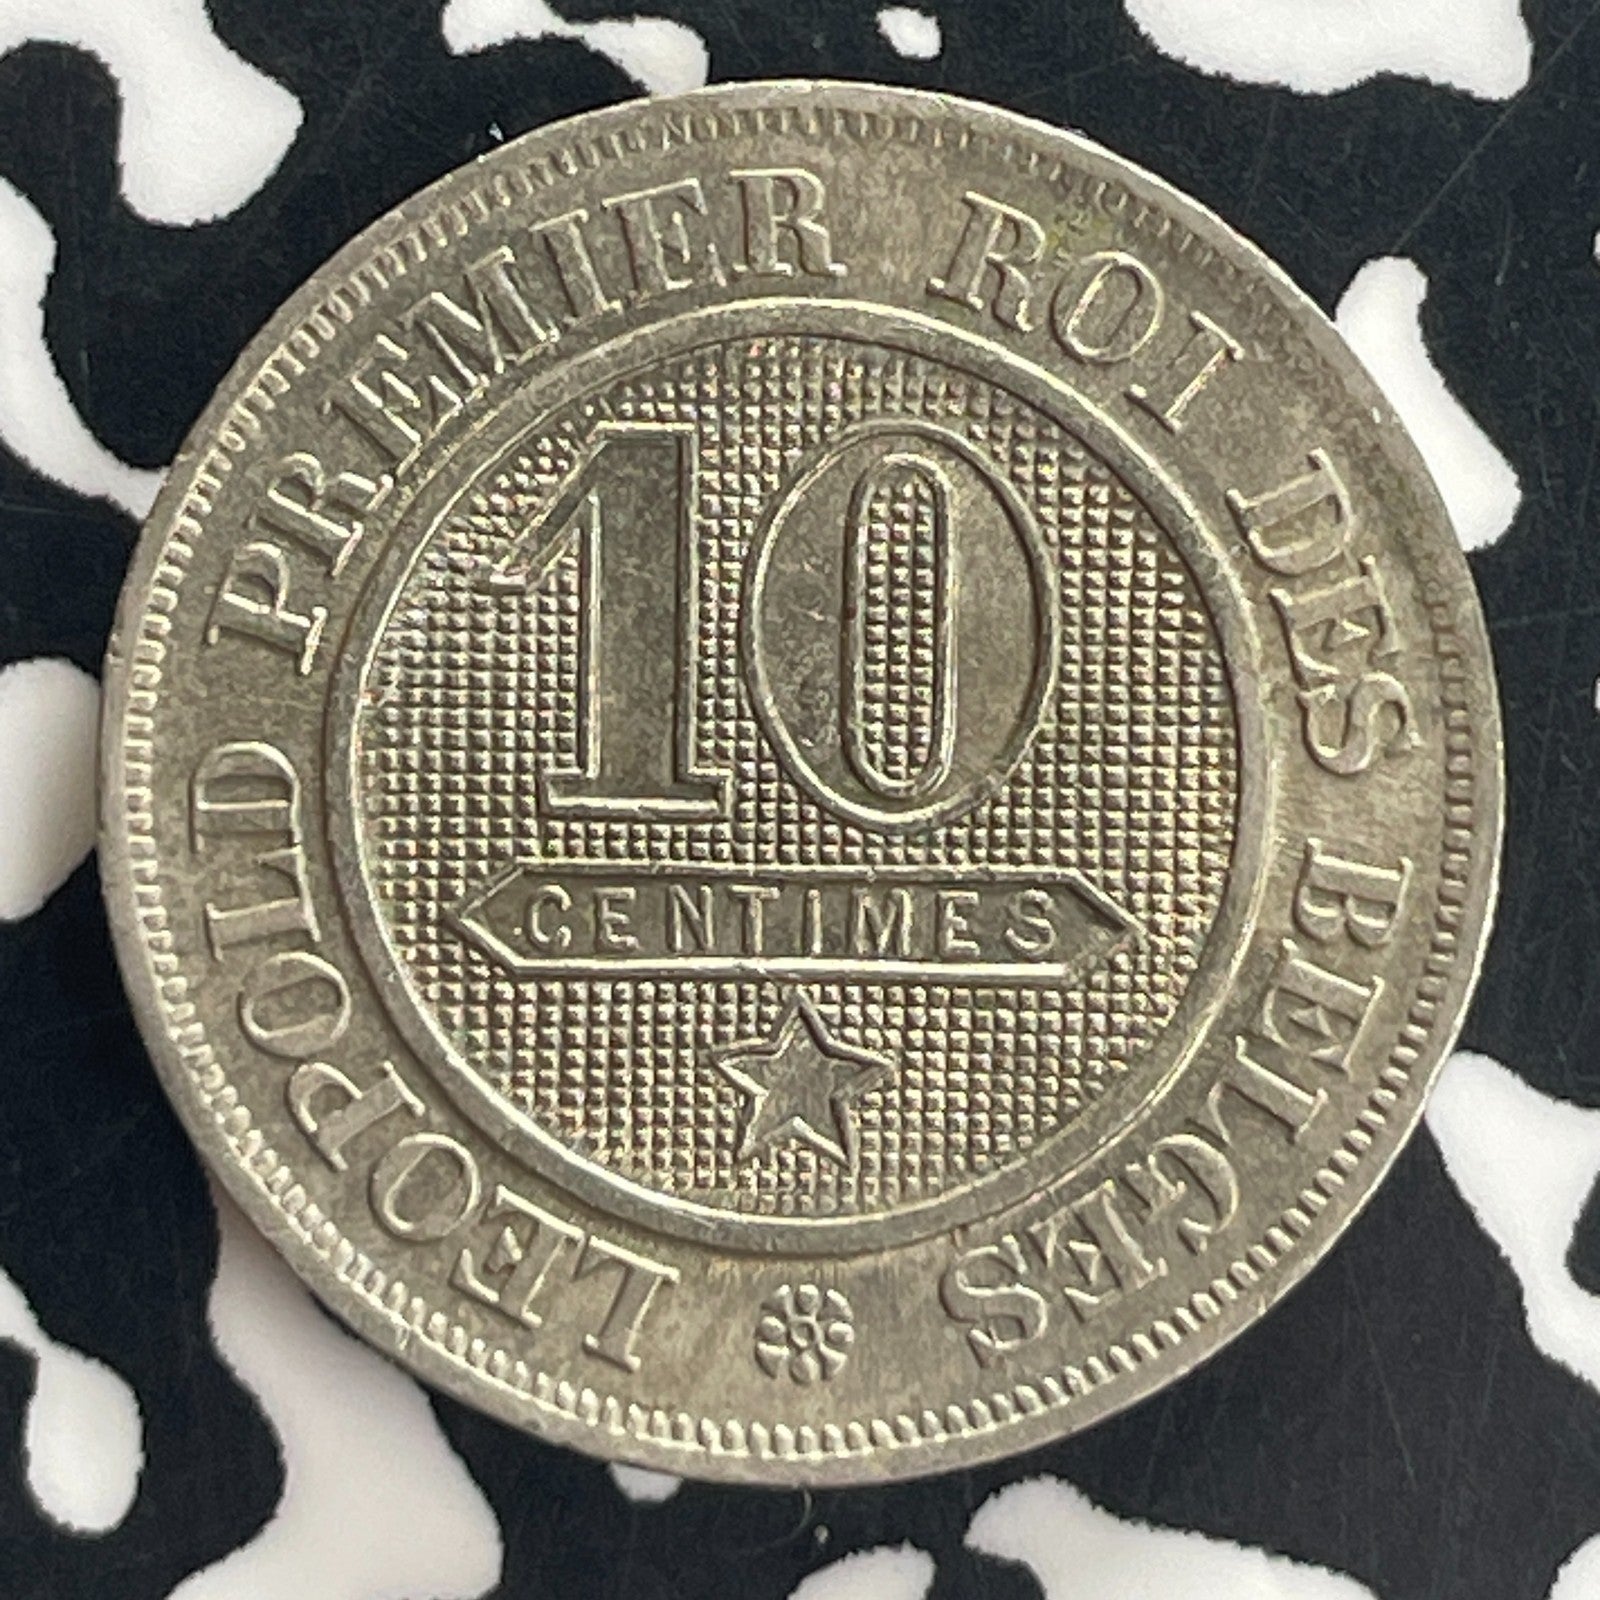 LEOPOLD PREMIER ROI DES BELGES
10
CENTIMES